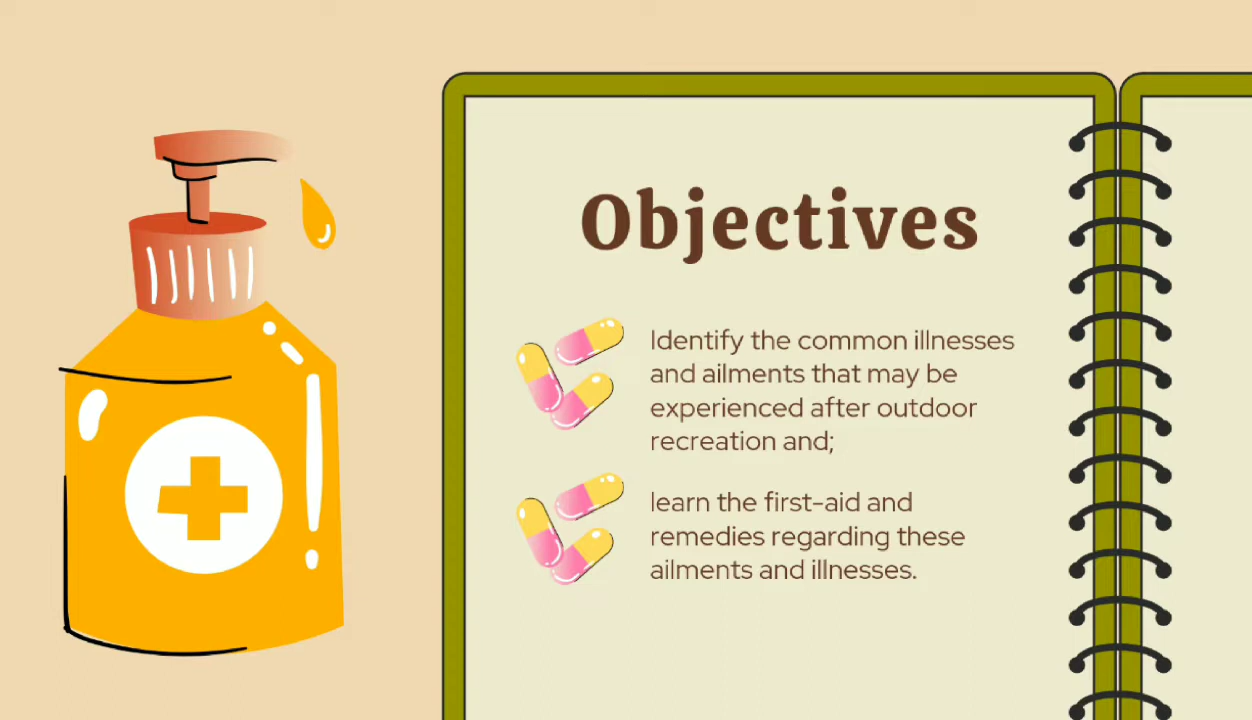 Objectives
Identify the common illnesses
and ailments that may be
experienced after outdoor
recreation and;
learn the first-aid and
remedies regarding these
ailments and illnesses.